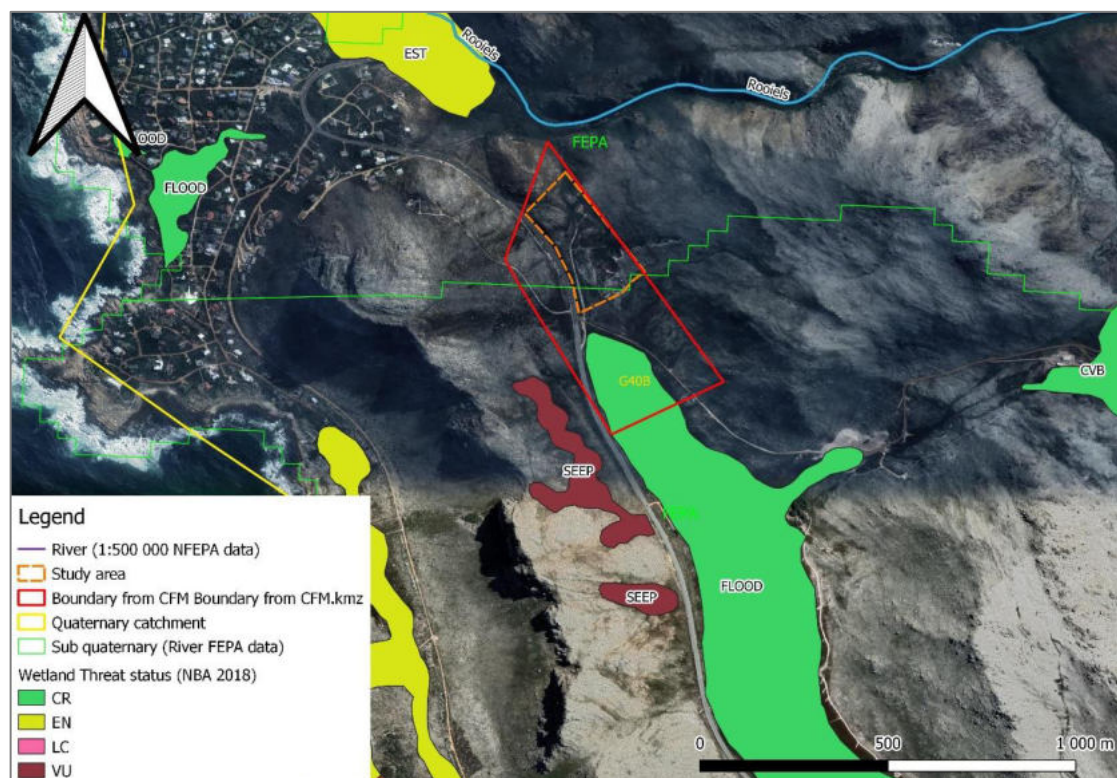 EST
Rooiels
Rooiels
OOD
FEPA
FLOOD
G40B
CVB
SEEP
SEEP
FLOOD
Legend
River (1:500 000 NFEPA data)
Study area
Boundary from CFM Boundary from CFM.kmz
Quaternary catchment
Sub quaternary (River FEPA data)
Wetland Threat status (NBA 2018)
CR
EN
LC
VU
0 500 1 000 m